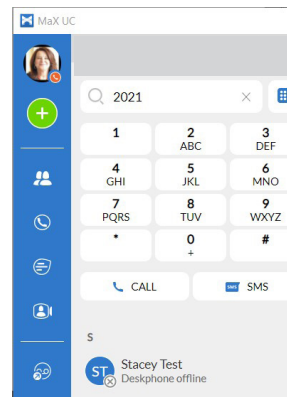 MaX UC
2021
1 2 3
ABC DEF
4 5 6
GHI JKL MNO
7 8 9
PQRS TUV WXYZ
* 0 #
+
CALL SMS SMS
S
Stacey Test
ST
Deskphone offline